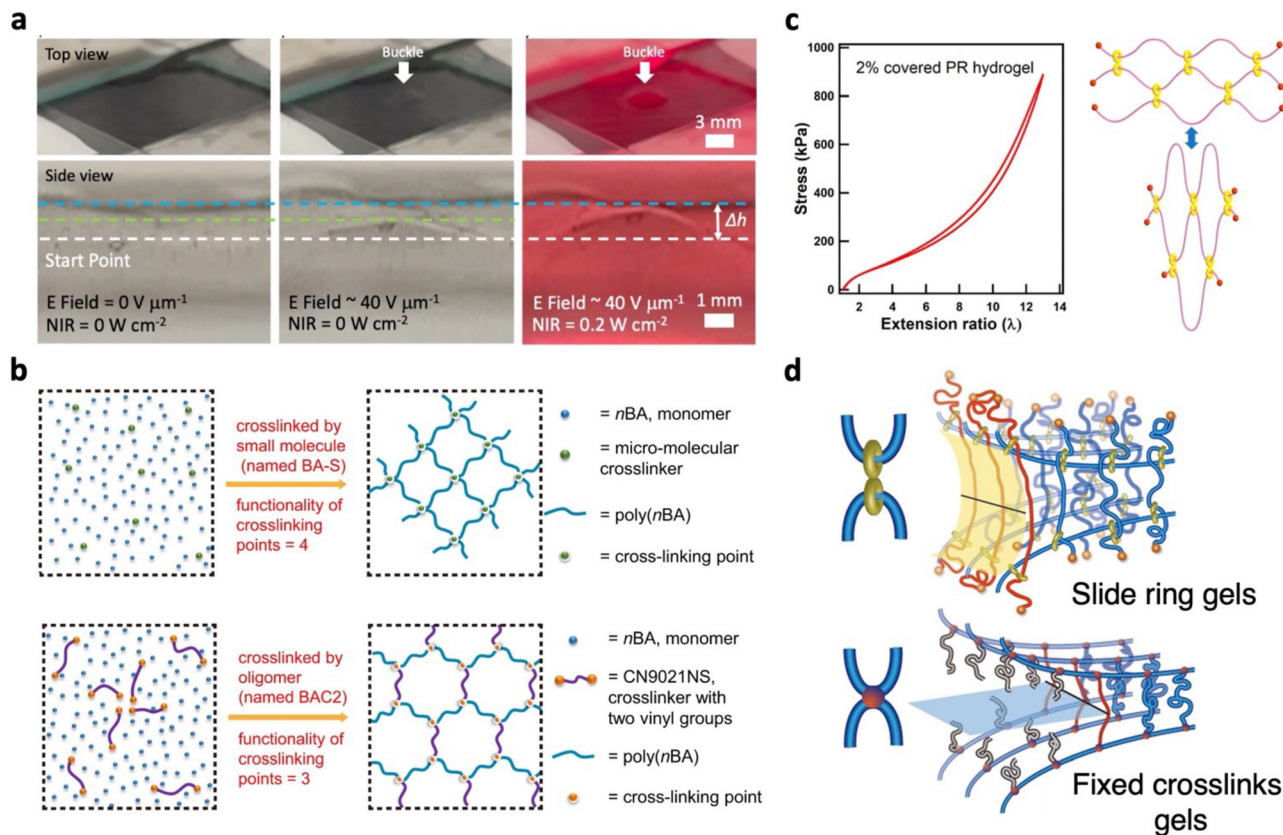 a
Top view
Buckle
Buckle
3 mm
Side view
Δh
Start Point
E Field = 0 V μm⁻¹
NIR = 0 W cm⁻²
E Field ~ 40 V μm⁻¹
NIR = 0 W cm⁻²
E Field ~ 40 V μm⁻¹
NIR = 0.2 W cm⁻²
1 mm
c
1000
800
600
400
200
0
Stress (kPa)
2% covered PR hydrogel
2 4 6 8 10 12 14
Extension ratio (λ)
b
crosslinked by
small molecule
(named BA-S)
functionality of
crosslinking
points = 4
= nBA, monomer
= micro-molecular
crosslinker
= poly(nBA)
= cross-linking point
crosslinked by
oligomer
(named BAC2)
functionality of
crosslinking
points = 3
= nBA, monomer
= CN9021NS,
crosslinker with
two vinyl groups
= poly(nBA)
= cross-linking point
d
Slide ring gels
Fixed crosslinks
gels